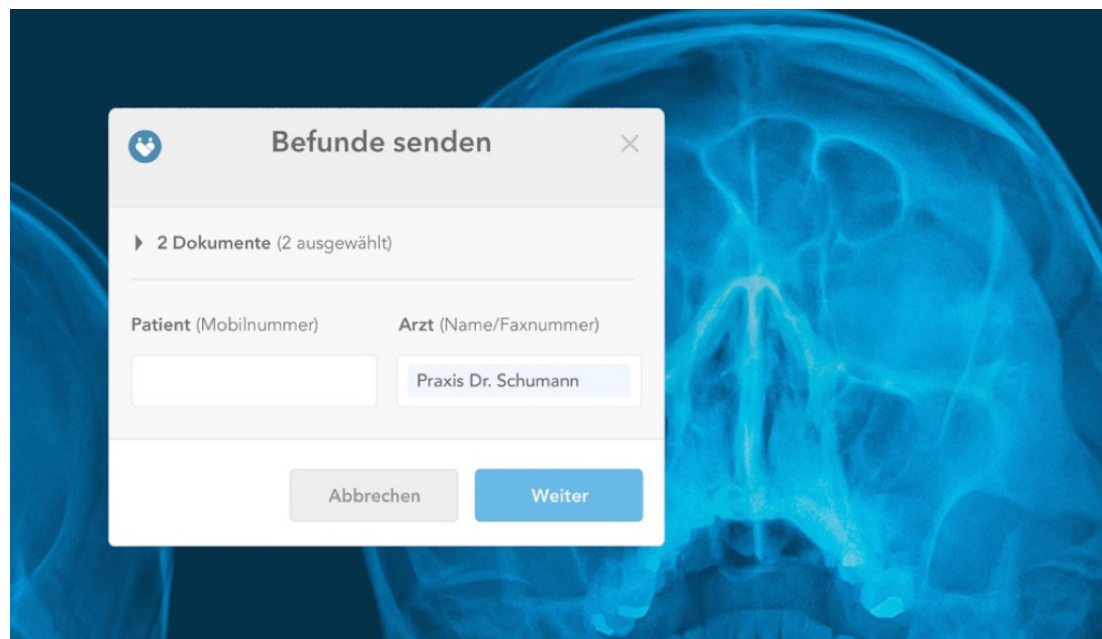 Befunde senden
2 Dokumente (2 ausgewählt)
Patient (Mobilnummer)
Arzt (Name/Faxnummer)
Praxis Dr. Schumann
Abbrechen
Weiter